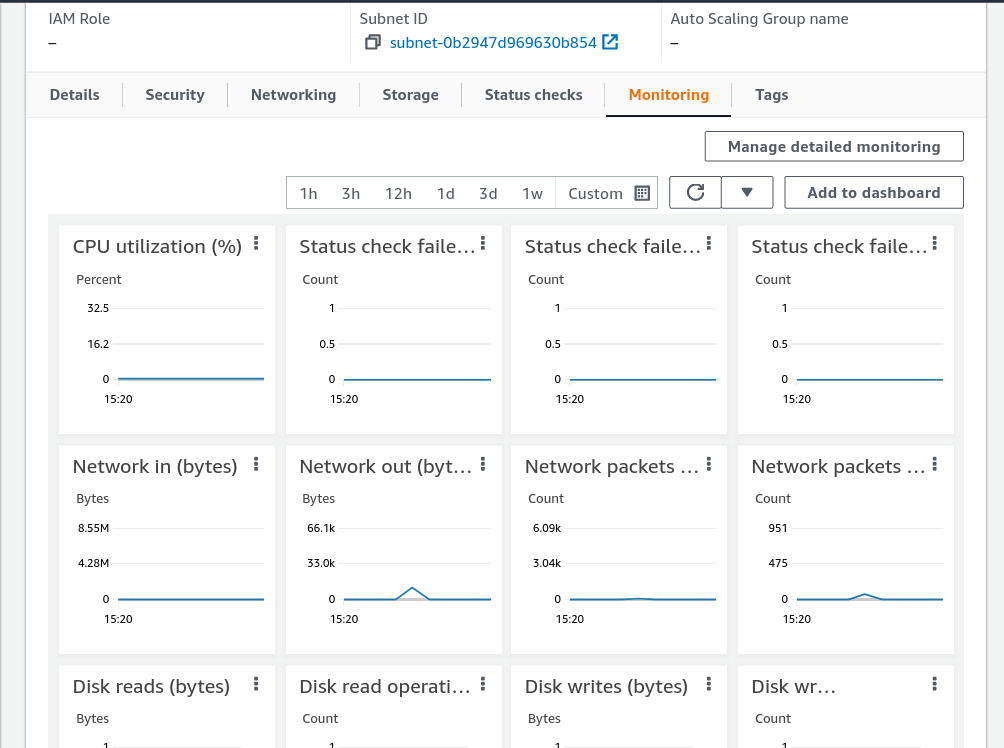 IAM Role
–
Subnet ID
subnet-0b2947d969630b854
Auto Scaling Group name
–
Details Security Networking Storage Status checks Monitoring Tags
Manage detailed monitoring
1h 3h 12h 1d 3d 1w Custom
Add to dashboard
CPU utilization (%)
Percent
32.5
16.2
0
15:20
Status check faile...
Count
1
0.5
0
15:20
Status check faile...
Count
1
0.5
0
15:20
Status check faile...
Count
1
0.5
0
15:20
Network in (bytes)
Bytes
8.55M
4.28M
0
15:20
Network out (byt...
Bytes
66.1k
33.0k
0
15:20
Network packets ...
Count
6.09k
3.04k
0
15:20
Network packets ...
Count
951
475
0
15:20
Disk reads (bytes)
Bytes
1
Disk read operati...
Count
1
Disk writes (bytes)
Bytes
1
Disk wr...
Count
1